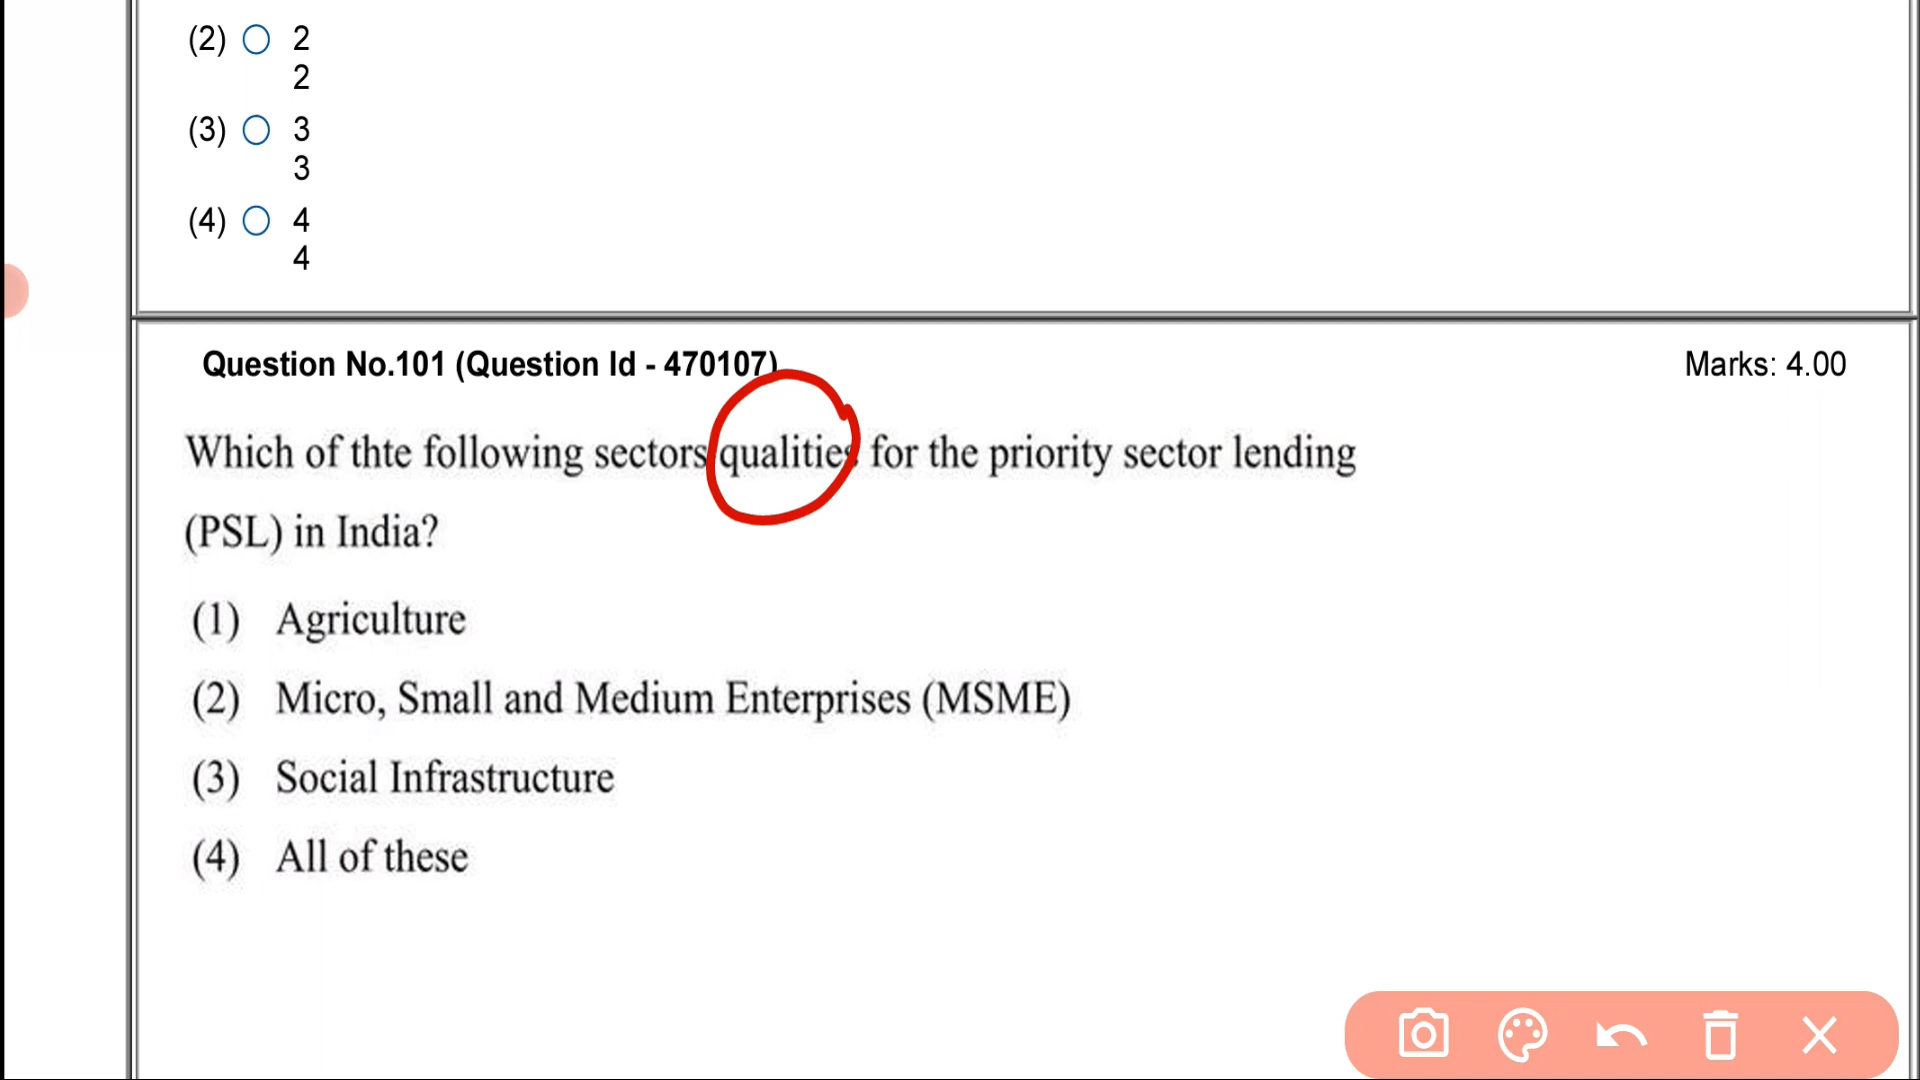 (2) 2
2
(3) 3
3
(4) 4
4
Question No.101 (Question Id - 470107)
Marks: 4.00
Which of thte following sectors qualities for the priority sector lending
(PSL) in India?
(1) Agriculture
(2) Micro, Small and Medium Enterprises (MSME)
(3) Social Infrastructure
(4) All of these